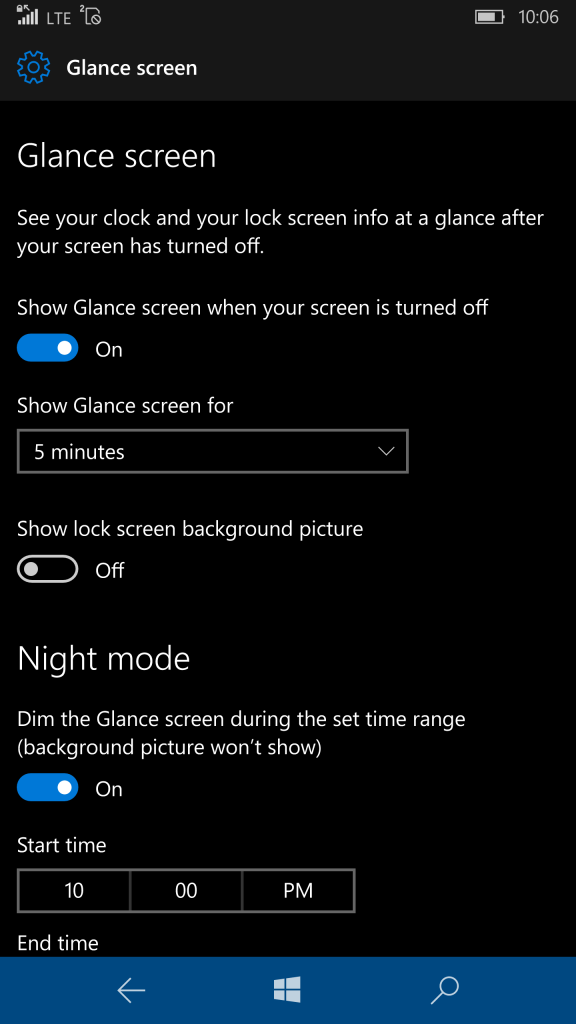 LTE 2 10:06
Glance screen
Glance screen
See your clock and your lock screen info at a glance after
your screen has turned off.
Show Glance screen when your screen is turned off
On
Show Glance screen for
5 minutes
Show lock screen background picture
Off
Night mode
Dim the Glance screen during the set time range
(background picture won’t show)
On
Start time
10 00 PM
End time